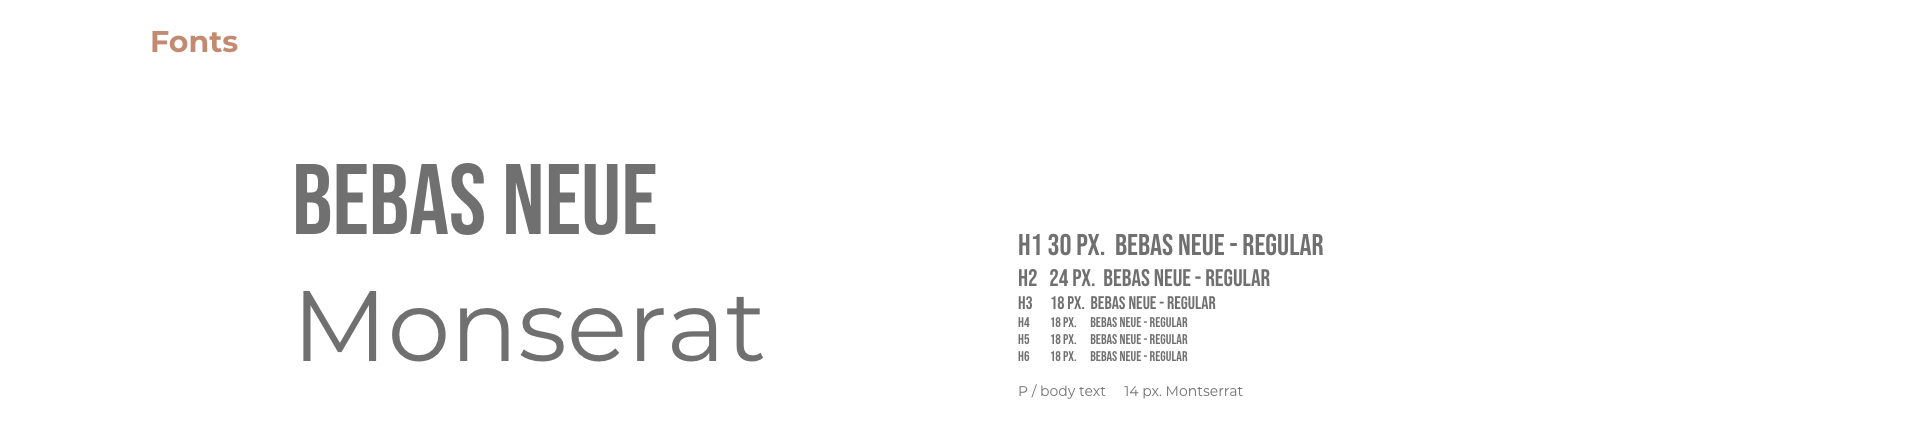 Fonts
BEBAS NEUE
Monserat
H1 30 PX. BEBAS NEUE - REGULAR
H2 24 PX. BEBAS NEUE - REGULAR
H3 18 PX. BEBAS NEUE - REGULAR
H4 18 PX. BEBAS NEUE - REGULAR
H5 18 PX. BEBAS NEUE - REGULAR
H6 18 PX. BEBAS NEUE - REGULAR
P / body text 14 px. Montserrat